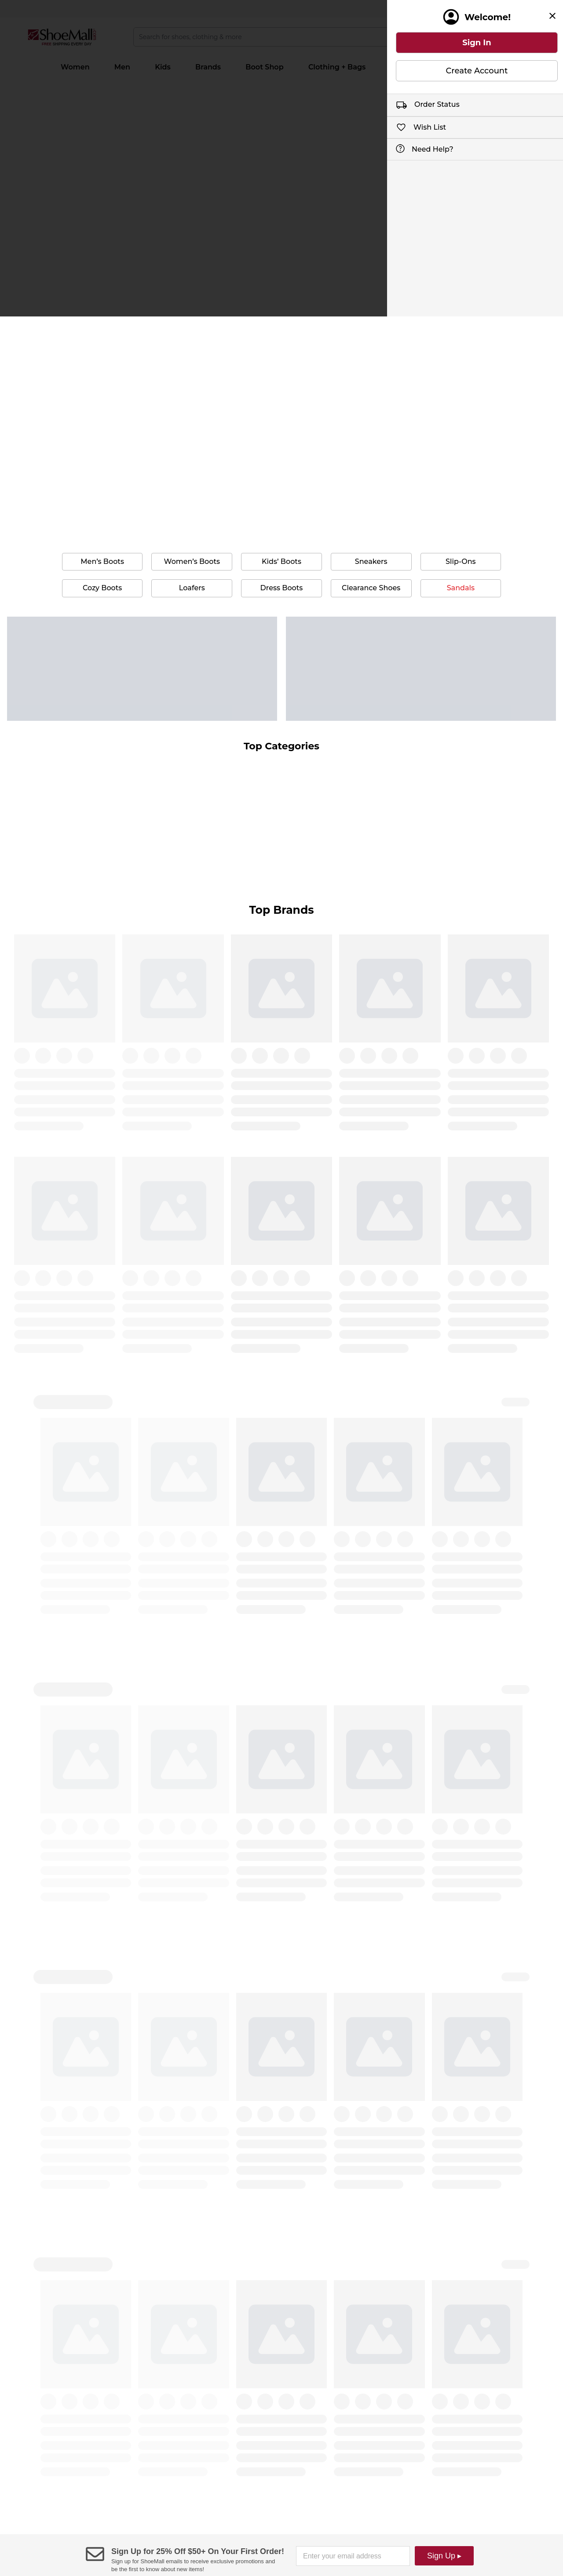 Welcome!
Sign In
Create Account
Order Status
Wish List
Need Help?
ShoeMall
Search for shoes, clothing & more
Women Men Kids Brands Boot Shop Clothing + Bags
Men's Boots Women's Boots Kids' Boots Sneakers Slip-Ons
Cozy Boots Loafers Dress Boots Clearance Shoes Sandals
Top Categories
Top Brands
Sign Up for 25% Off $50+ On Your First Order!
Sign up for ShoeMall emails to receive exclusive promotions and
be the first to know about new items!
Enter your email address
Sign Up ▸